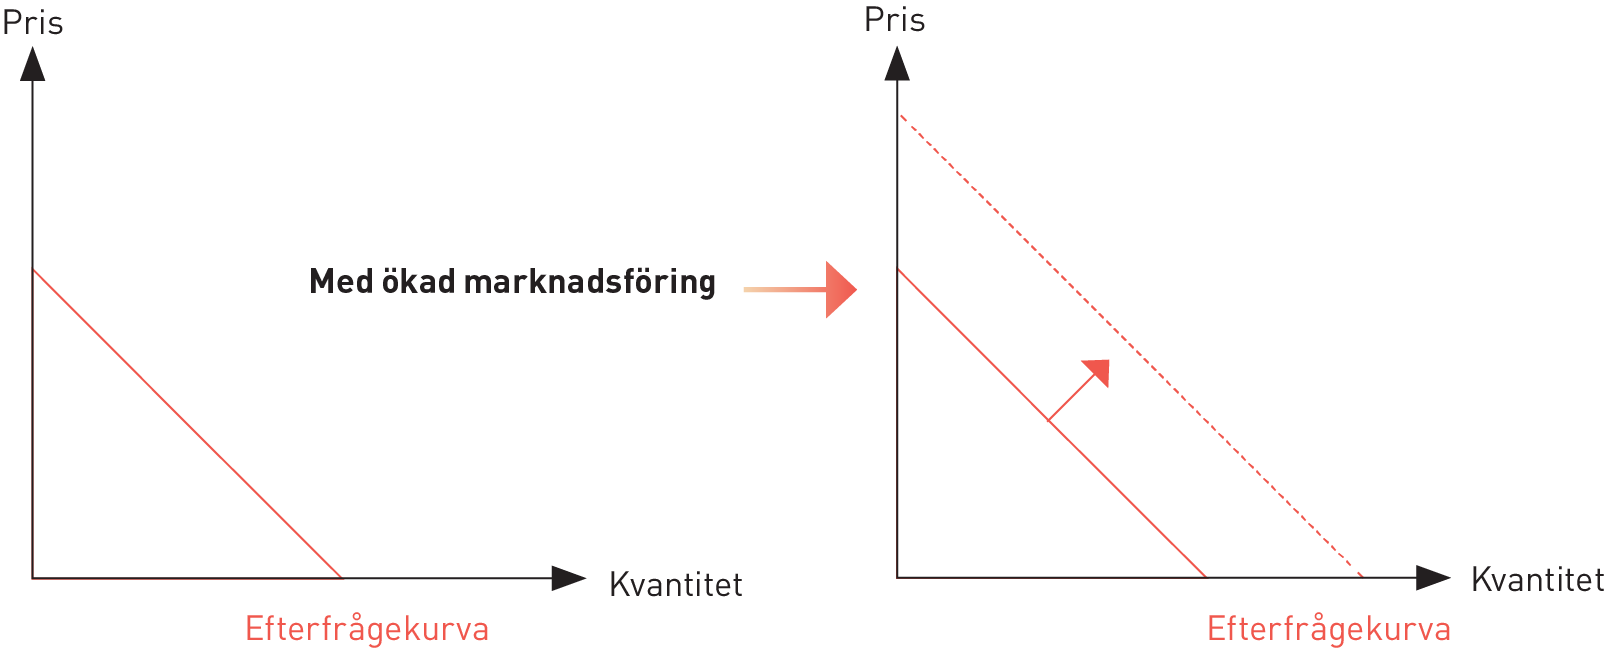 Pris
Pris
Med ökad marknadsföring
Kvantitet
Kvantitet
Efterfrågekurva
Efterfrågekurva